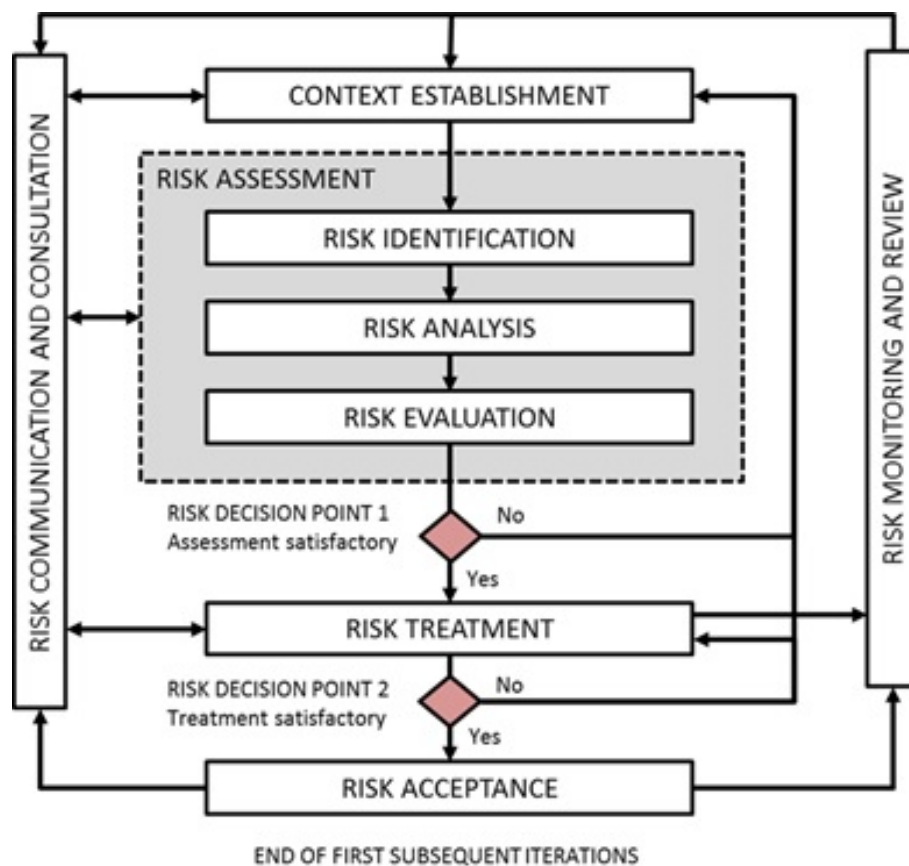 CONTEXT ESTABLISHMENT
RISK COMMUNICATION AND CONSULTATION
RISK ASSESSMENT
RISK IDENTIFICATION
RISK ANALYSIS
RISK EVALUATION
RISK MONITORING AND REVIEW
RISK DECISION POINT 1
Assessment satisfactory
No
Yes
RISK TREATMENT
RISK DECISION POINT 2
Treatment satisfactory
No
Yes
RISK ACCEPTANCE
END OF FIRST SUBSEQUENT ITERATIONS